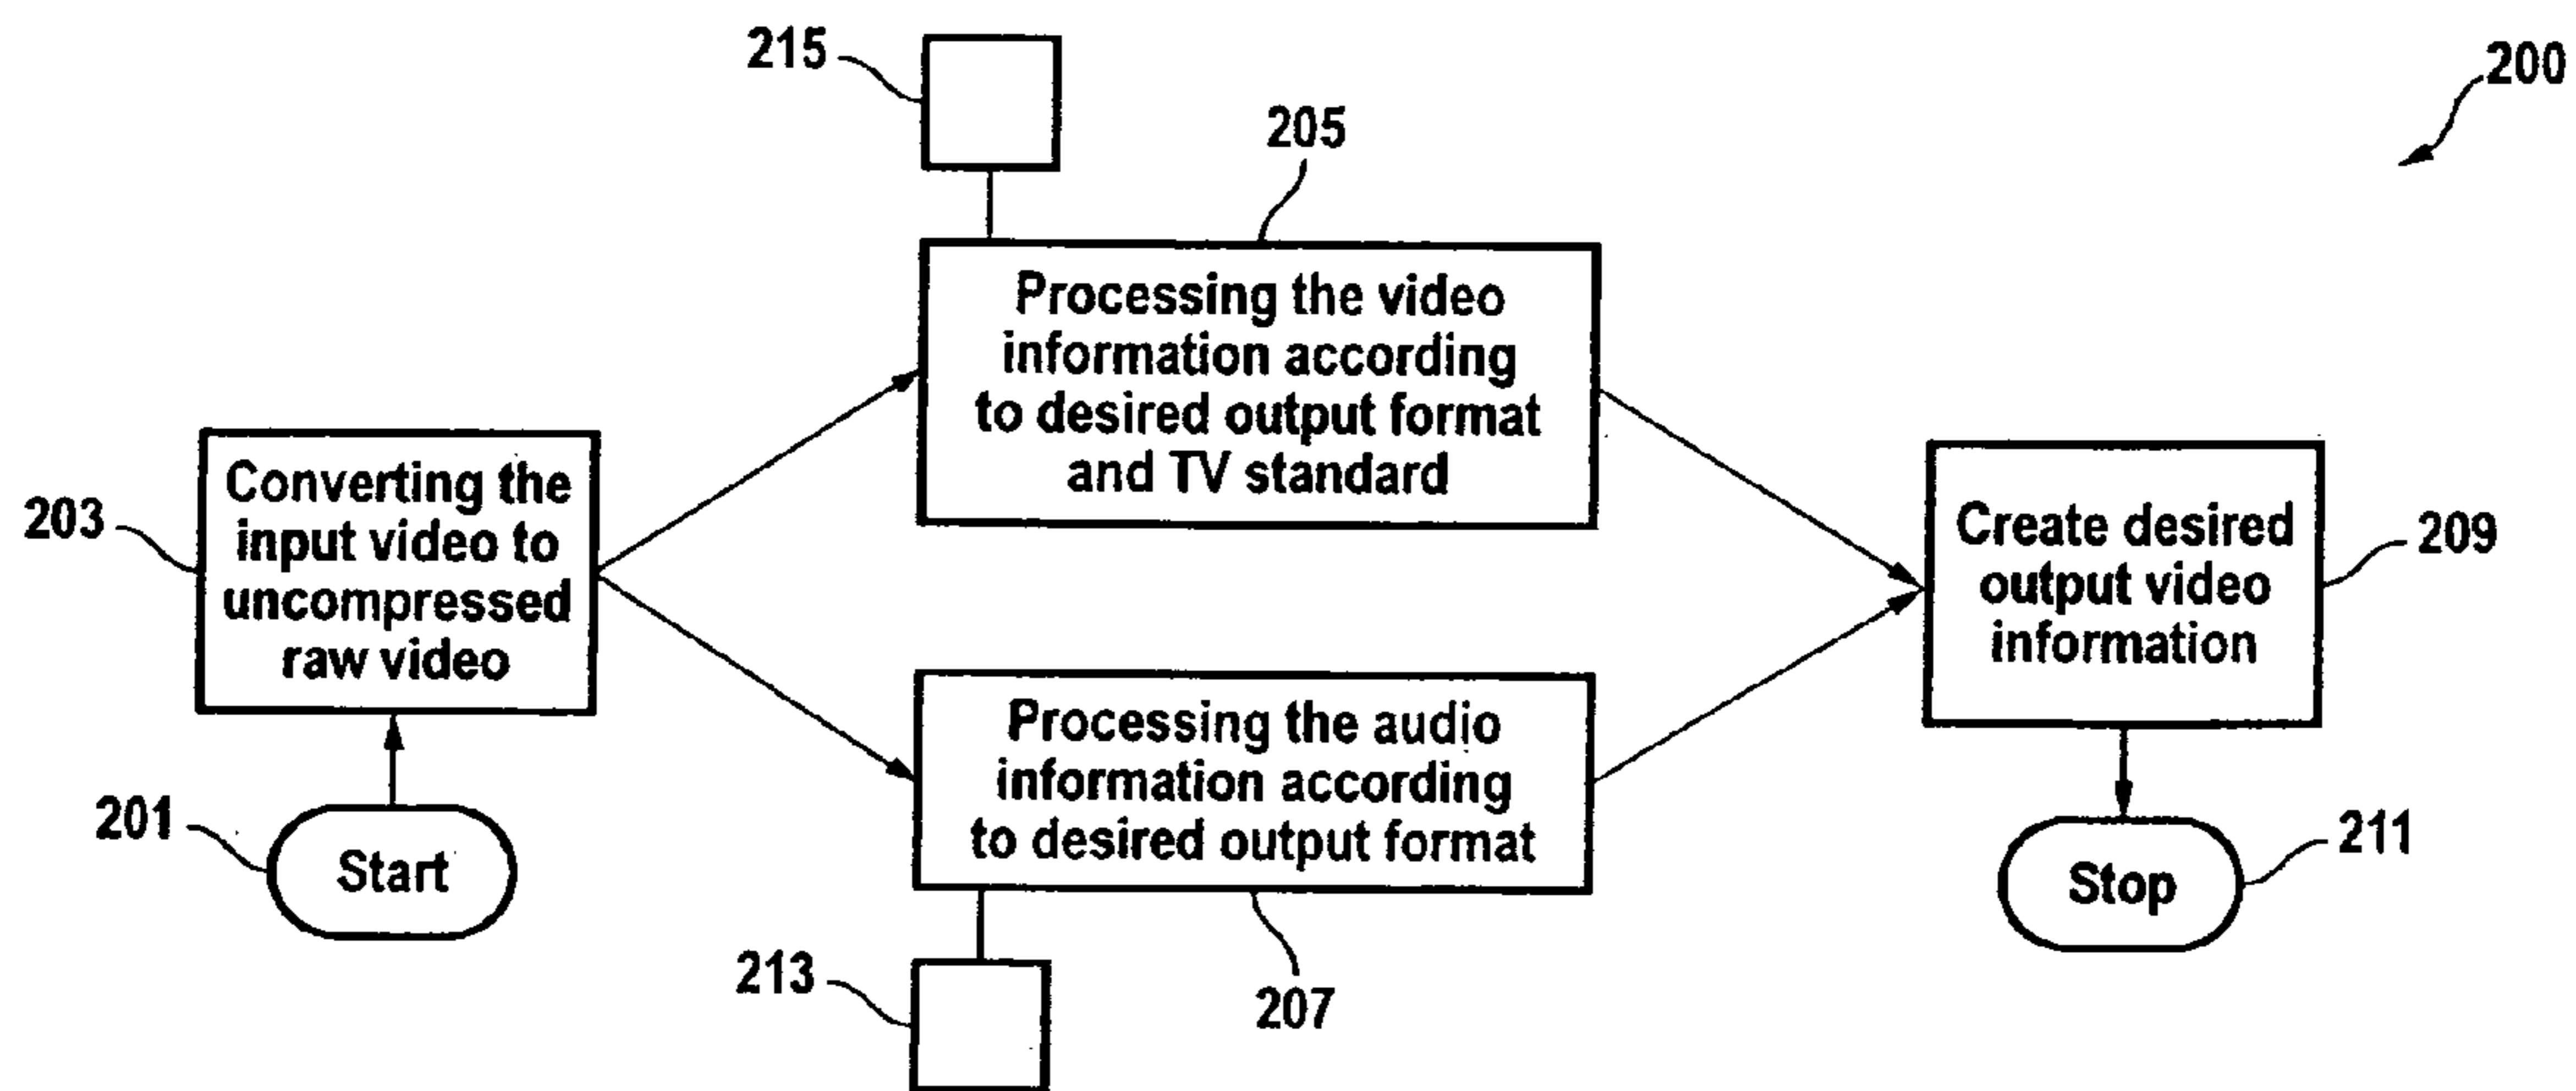 200
215
205
Processing the video
information according
to desired output format
and TV standard
203
Converting the
input video to
uncompressed
raw video
201
Start
Processing the audio
information according
to desired output format
207
213
Create desired
output video
information
209
Stop
211